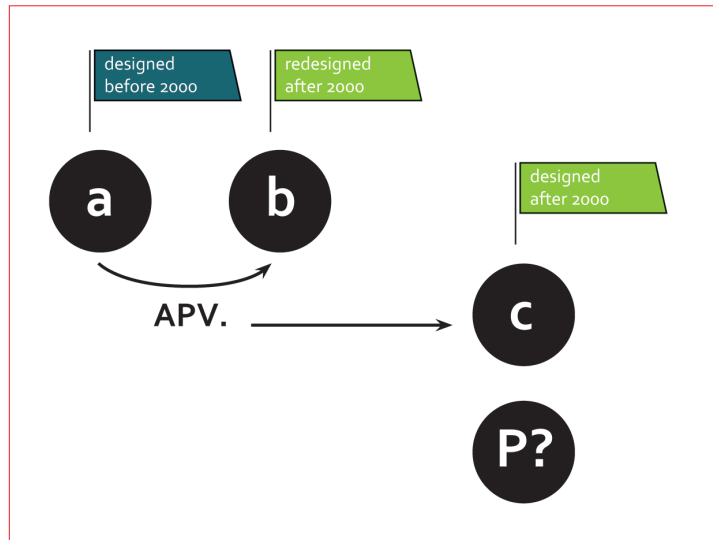 designed
before 2000
redesigned
after 2000
a
b
designed
after 2000
APV.
c
P?